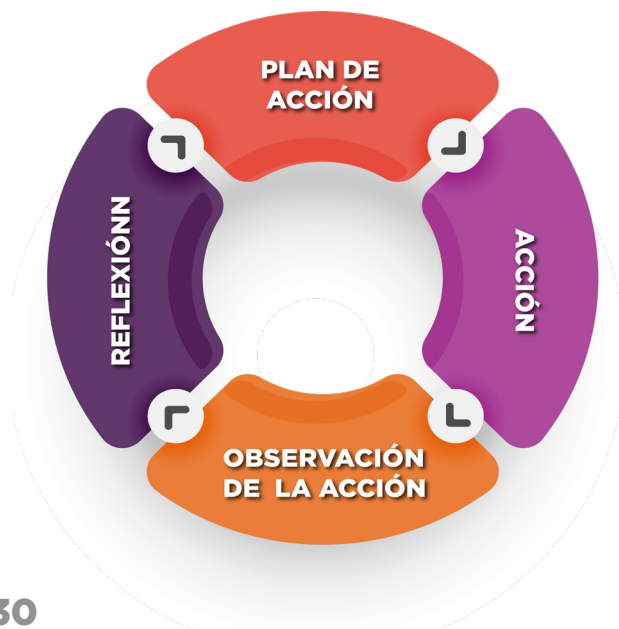 PLAN DE
ACCIÓN
ACCIÓN
OBSERVACIÓN
DE LA ACCIÓN
REFLEXIÓNN
30